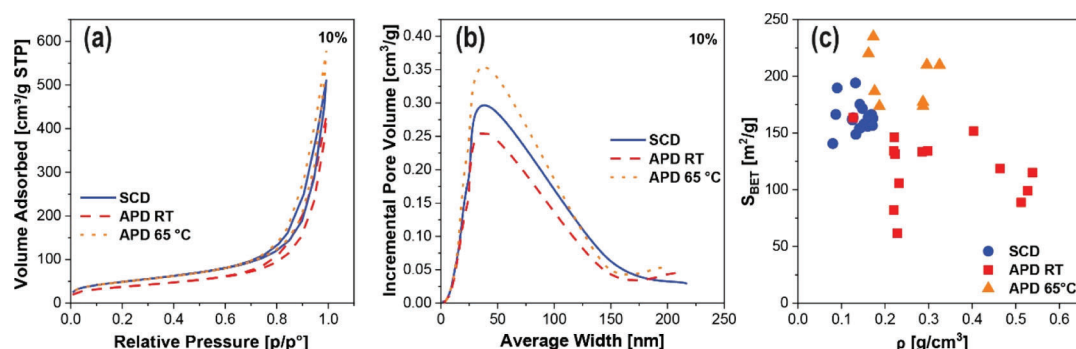 (a)
10%
Volume Adsorbed [cm³/g STP]
600
500
400
300
200
100
0
SCD
APD RT
APD 65 °C
0.0 0.2 0.4 0.6 0.8 1.0
Relative Pressure [p/p°]
(b)
10%
Incremental Pore Volume [cm³/g]
0.40
0.35
0.30
0.25
0.20
0.15
0.10
0.05
0.00
SCD
APD RT
APD 65 °C
0 50 100 150 200 250
Average Width [nm]
(c)
S_BET [m²/g]
250
200
150
100
50
0
SCD
APD RT
APD 65°C
0.0 0.1 0.2 0.3 0.4 0.5 0.6
ρ [g/cm³]